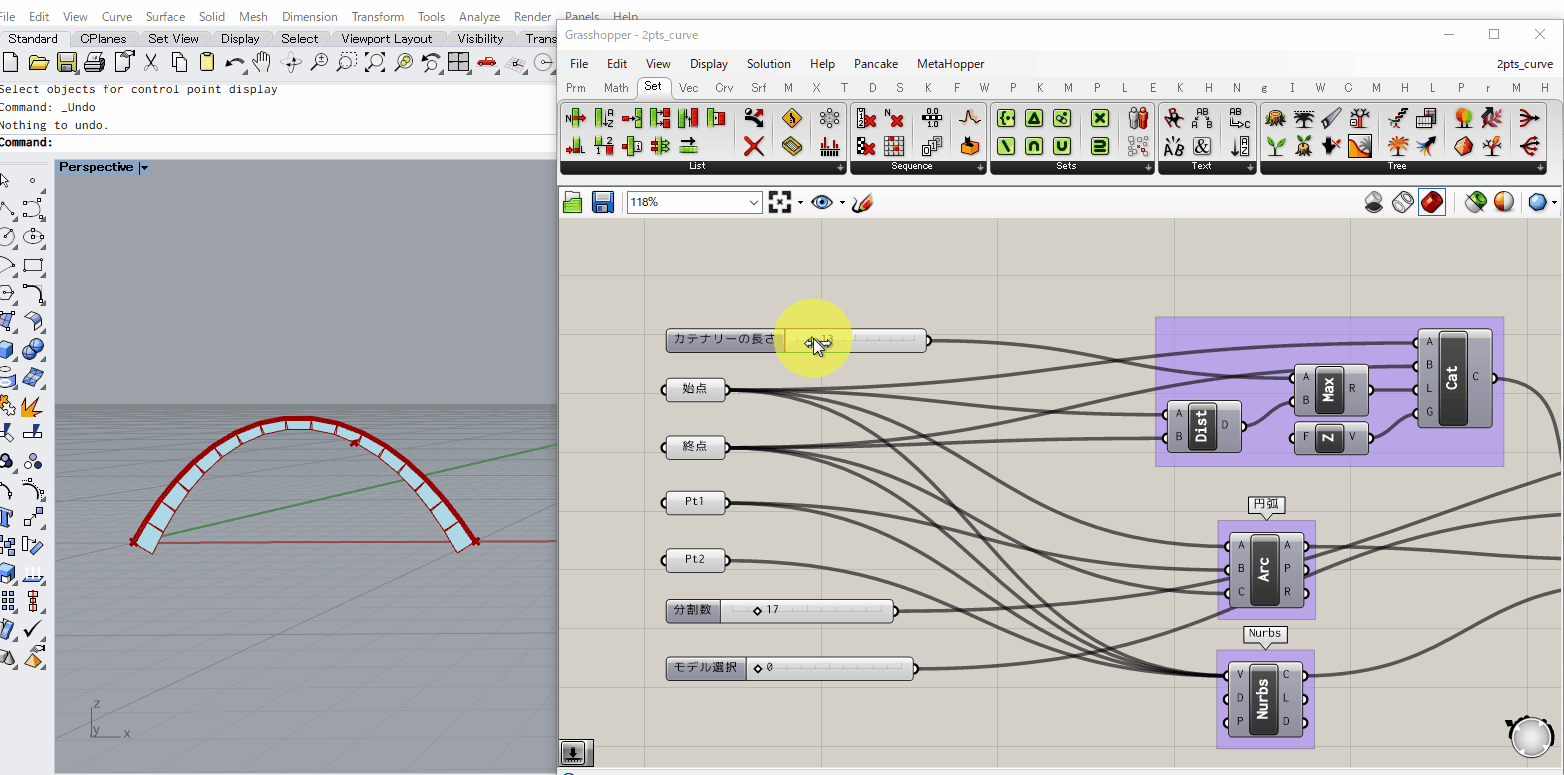 File Edit View Curve Surface Solid Mesh Dimension Transform Tools Analyze Render Panels Help
Standard CPlanes Set View Display Select Viewport Layout Visibility Trans
Select objects for control point display
Command: _Undo
Nothing to undo.
Command:
Perspective
z
y x
Grasshopper - 2pts_curve
File Edit View Display Solution Help Pancake MetaHopper 2pts_curve
Prm Math Set Vec Crv Srf M X T D S K F W P K M P L E K H N g I W C M H L P r M H
List Sequence Sets Text Tree
118%
カテナリーの長さ 13
始点
終点
Pt1
Pt2
分割数 17
モデル選択 0
A B Dist D
A B Max R
F Z V
A B L G Cat C
円弧
A B C Arc A P R
Nurbs
V D P Nurbs C L D